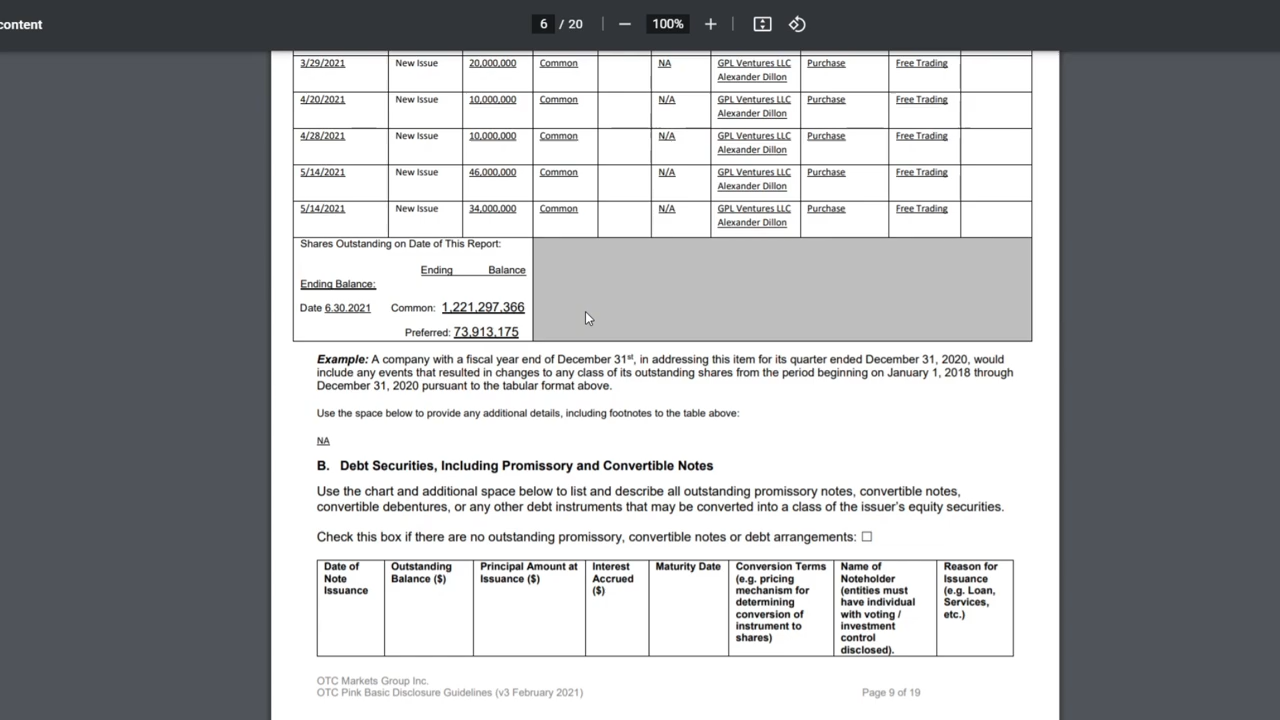 content
6 / 20
100%
3/29/2021 New Issue 20,000,000 Common NA GPL Ventures LLC Purchase Free Trading
Alexander Dillon
4/20/2021 New Issue 10,000,000 Common N/A GPL Ventures LLC Purchase Free Trading
Alexander Dillon
4/28/2021 New Issue 10,000,000 Common N/A GPL Ventures LLC Purchase Free Trading
Alexander Dillon
5/14/2021 New Issue 46,000,000 Common N/A GPL Ventures LLC Purchase Free Trading
Alexander Dillon
5/14/2021 New Issue 34,000,000 Common N/A GPL Ventures LLC Purchase Free Trading
Alexander Dillon
Shares Outstanding on Date of This Report:
Ending Balance
Ending Balance:
Date 6.30.2021 Common: 1,221,297,366
Preferred: 73,913,175
Example: A company with a fiscal year end of December 31st, in addressing this item for its quarter ended December 31, 2020, would
include any events that resulted in changes to any class of its outstanding shares from the period beginning on January 1, 2018 through
December 31, 2020 pursuant to the tabular format above.
Use the space below to provide any additional details, including footnotes to the table above:
NA
B. Debt Securities, Including Promissory and Convertible Notes
Use the chart and additional space below to list and describe all outstanding promissory notes, convertible notes,
convertible debentures, or any other debt instruments that may be converted into a class of the issuer's equity securities.
Check this box if there are no outstanding promissory, convertible notes or debt arrangements: ☐
Date of
Note
Issuance
Outstanding
Balance ($)
Principal Amount at
Issuance ($)
Interest
Accrued
($)
Maturity Date
Conversion Terms
(e.g. pricing
mechanism for
determining
conversion of
instrument to
shares)
Name of
Noteholder
(entities must
have individual
with voting /
investment
control
disclosed).
Reason for
Issuance
(e.g. Loan,
Services,
etc.)
OTC Markets Group Inc.
OTC Pink Basic Disclosure Guidelines (v3 February 2021) Page 9 of 19